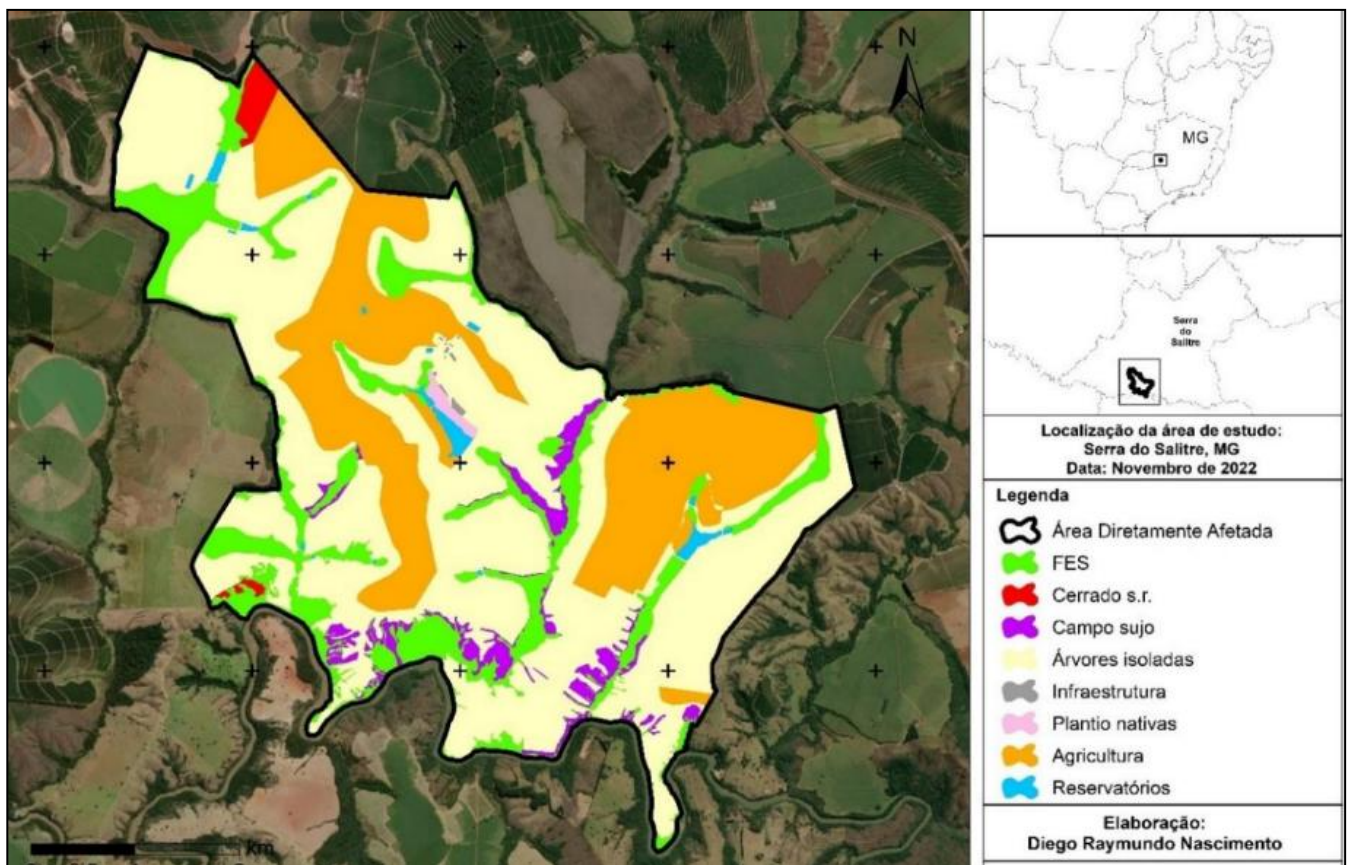 N
MG
Serra
do
Salitre
Localização da área de estudo:
Serra do Salitre, MG
Data: Novembro de 2022
Legenda
Área Diretamente Afetada
FES
Cerrado s.r.
Campo sujo
Árvores isoladas
Infraestrutura
Plantio nativas
Agricultura
Reservatórios
Elaboração:
Diego Raymundo Nascimento
km